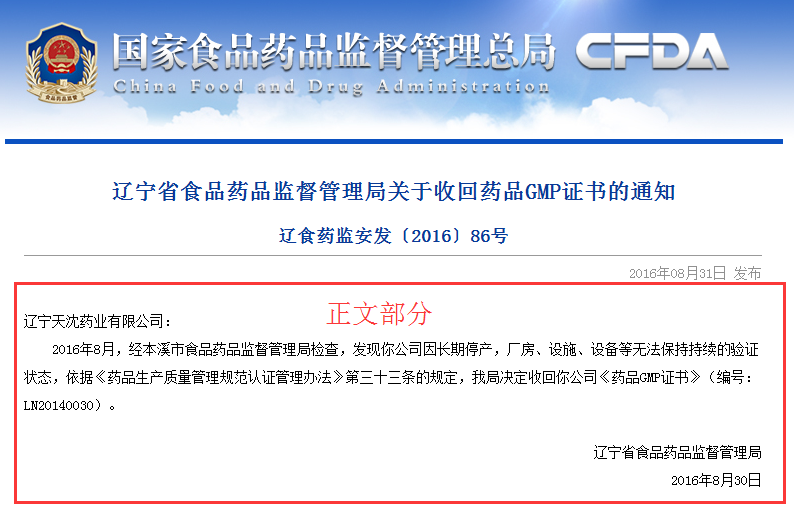 国家食品药品监督管理总局 CFDA
China Food and Drug Administration
食品药品监督
辽宁省食品药品监督管理局关于收回药品GMP证书的通知
辽食药监安发〔2016〕86号
2016年08月31日 发布
正文部分
辽宁天沈药业有限公司：
2016年8月，经本溪市食品药品监督管理局检查，发现你公司因长期停产，厂房、设施、设备等无法保持持续的验证
状态，依据《药品生产质量管理规范认证管理办法》第三十三条的规定，我局决定收回你公司《药品GMP证书》（编号：
LN20140030）。
辽宁省食品药品监督管理局
2016年8月30日